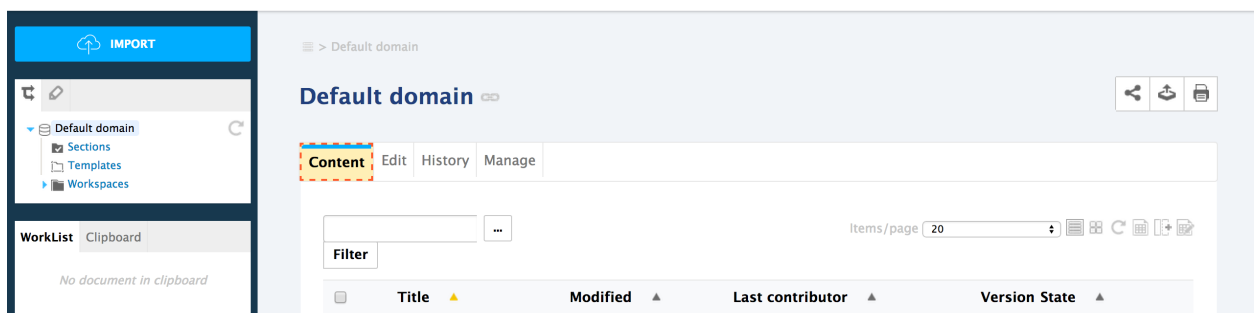 IMPORT
> Default domain
Default domain
Default domain
Sections
Templates
Workspaces
Content Edit History Manage
WorkList Clipboard
No document in clipboard
...
Items/page 20
Filter
Title Modified Last contributor Version State